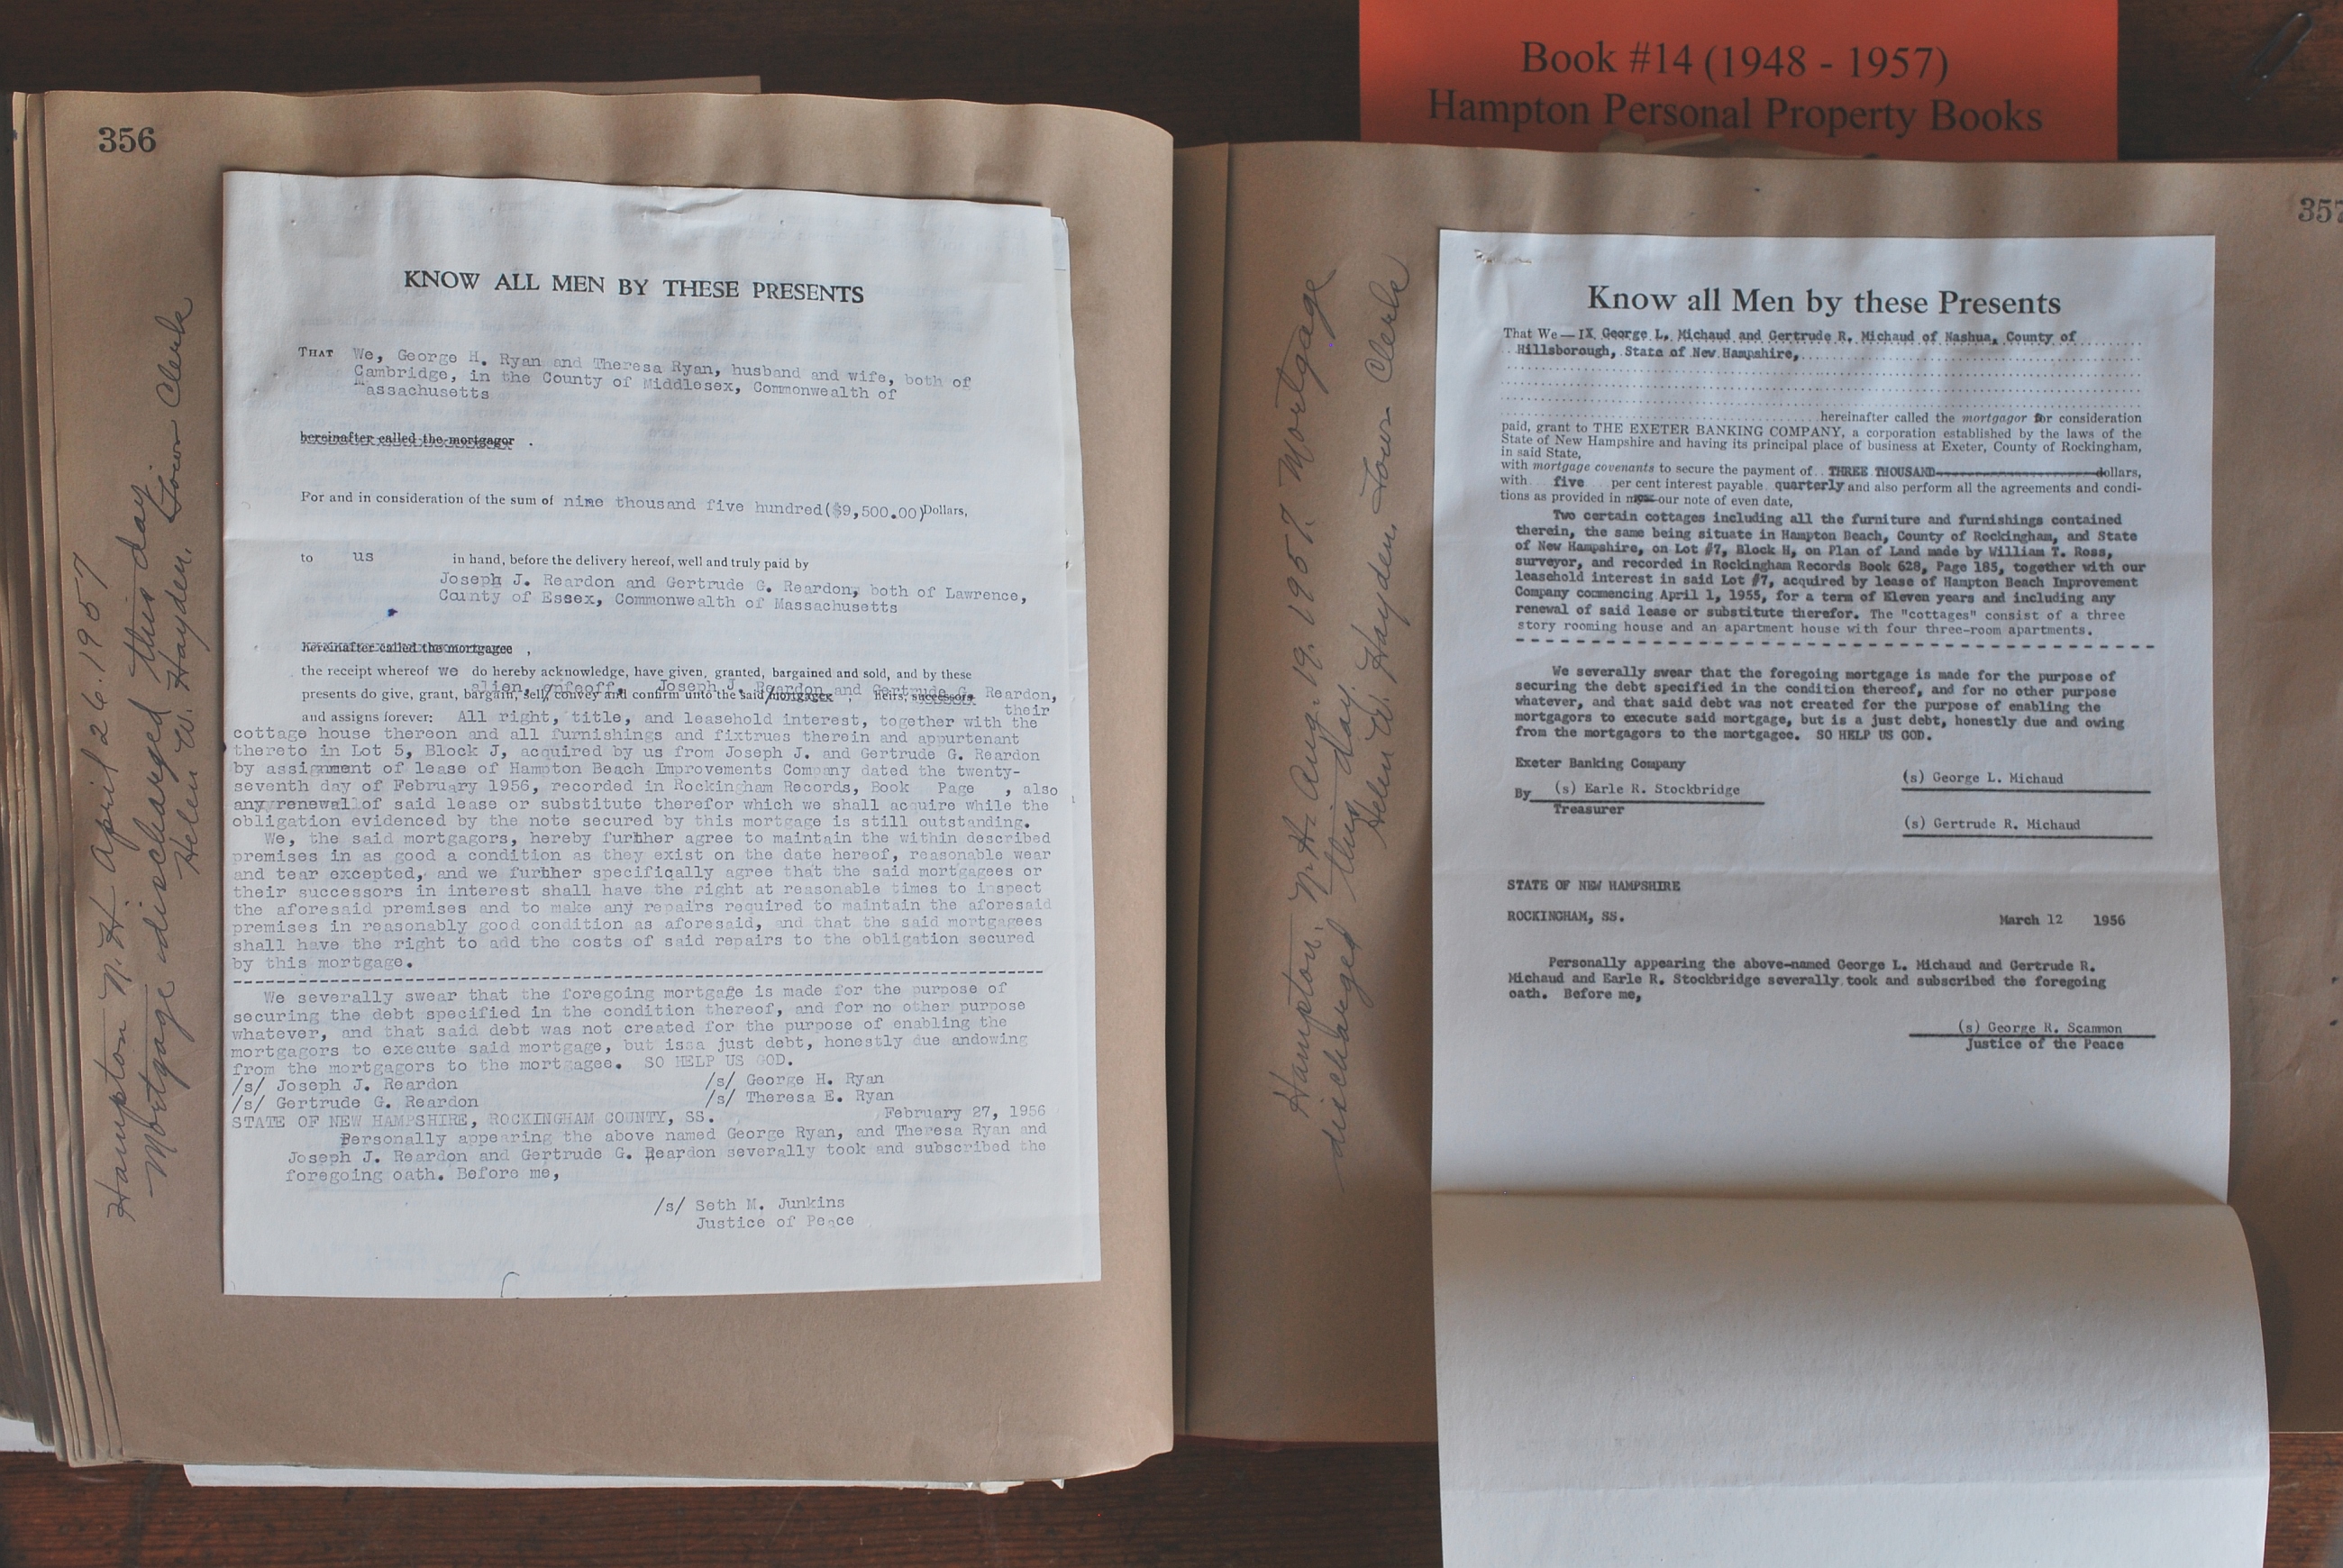 Book #14 (1948 - 1957)
Hampton Personal Property Books
356
Hampton N. H. April 26. 1957
Mortgage discharged this day
Helen W. Hayden. Town Clerk
KNOW ALL MEN BY THESE PRESENTS
THAT We, George H. Ryan and Theresa Ryan, husband and wife, both of
Cambridge, in the County of Middlesex, Commonwealth of
Massachusetts
hereinafter called the mortgagor .
For and in consideration of the sum of nine thousand five hundred($9,500.00)Dollars,
to us in hand, before the delivery hereof, well and truly paid by
Joseph J. Reardon and Gertrude G. Reardon, both of Lawrence,
County of Essex, Commonwealth of Massachusetts
hereinafter called the mortgagee ,
the receipt whereof we do hereby acknowledge, have given, granted, bargained and sold, and by these
alien, enfeoff, Joseph J. Reardon and Gertrude G. Reardon,
presents do give, grant, bargain, sell, convey and confirm unto the said mortgagee , heirs, successors
their
and assigns forever: All right, title, and leasehold interest, together with the
cottage house thereon and all furnishings and fixtrues therein and appurtenant
thereto in Lot 5, Block J, acquired by us from Joseph J. and Gertrude G. Reardon
by assignment of lease of Hampton Beach Improvements Company dated the twenty-
seventh day of February 1956, recorded in Rockingham Records, Book Page , also
any renewal of said lease or substitute therefor which we shall acquire while the
obligation evidenced by the note secured by this mortgage is still outstanding.
We, the said mortgagors, hereby further agree to maintain the within described
premises in as good a condition as they exist on the date hereof, reasonable wear
and tear excepted, and we further specifically agree that the said mortgagees or
their successors in interest shall have the right at reasonable times to inspect
the aforesaid premises and to make any repairs required to maintain the aforesaid
premises in reasonably good condition as aforesaid, and that the said mortgagees
shall have the right to add the costs of said repairs to the obligation secured
by this mortgage.
We severally swear that the foregoing mortgage is made for the purpose of
securing the debt specified in the condition thereof, and for no other purpose
whatever, and that said debt was not created for the purpose of enabling the
mortgagors to execute said mortgage, but issa just debt, honestly due andowing
from the mortgagors to the mortgagee. SO HELP US GOD.
/s/ Joseph J. Reardon /s/ George H. Ryan
/s/ Gertrude G. Reardon /s/ Theresa E. Ryan
STATE OF NEW HAMPSHIRE, ROCKINGHAM COUNTY, SS. February 27, 1956
Personally appearing the above named George Ryan, and Theresa Ryan and
Joseph J. Reardon and Gertrude G. Reardon severally took and subscribed the
foregoing oath. Before me,
/s/ Seth M. Junkins
Justice of Peace
357
Hampton, N. H. Aug. 19. 1957. Mortgage
discharged this day.
Helen W. Hayden, Town Clerk
Know all Men by these Presents
That We — IX George L. Michaud and Gertrude R. Michaud of Nashua, County of
Hillsborough, State of New Hampshire,
hereinafter called the mortgagor for consideration
paid, grant to THE EXETER BANKING COMPANY, a corporation established by the laws of the
State of New Hampshire and having its principal place of business at Exeter, County of Rockingham,
in said State,
with mortgage covenants to secure the payment of THREE THOUSAND dollars,
with five per cent interest payable quarterly and also perform all the agreements and condi-
tions as provided in our note of even date,
Two certain cottages including all the furniture and furnishings contained
therein, the same being situate in Hampton Beach, County of Rockingham, and State
of New Hampshire, on Lot #7, Block H, on Plan of Land made by William T. Ross,
surveyor, and recorded in Rockingham Records Book 628, Page 185, together with our
leasehold interest in said Lot #7, acquired by lease of Hampton Beach Improvement
Company commencing April 1, 1955, for a term of Eleven years and including any
renewal of said lease or substitute therefor. The "cottages" consist of a three
story rooming house and an apartment house with four three-room apartments.
We severally swear that the foregoing mortgage is made for the purpose of
securing the debt specified in the condition thereof, and for no other purpose
whatever, and that said debt was not created for the purpose of enabling the
mortgagors to execute said mortgage, but is a just debt, honestly due and owing
from the mortgagors to the mortgagee. SO HELP US GOD.
Exeter Banking Company
(s) George L. Michaud
By (s) Earle R. Stockbridge
Treasurer
(s) Gertrude R. Michaud
STATE OF NEW HAMPSHIRE
ROCKINGHAM, SS. March 12 1956
Personally appearing the above-named George L. Michaud and Gertrude R.
Michaud and Earle R. Stockbridge severally took and subscribed the foregoing
oath. Before me,
(s) George R. Scammon
Justice of the Peace